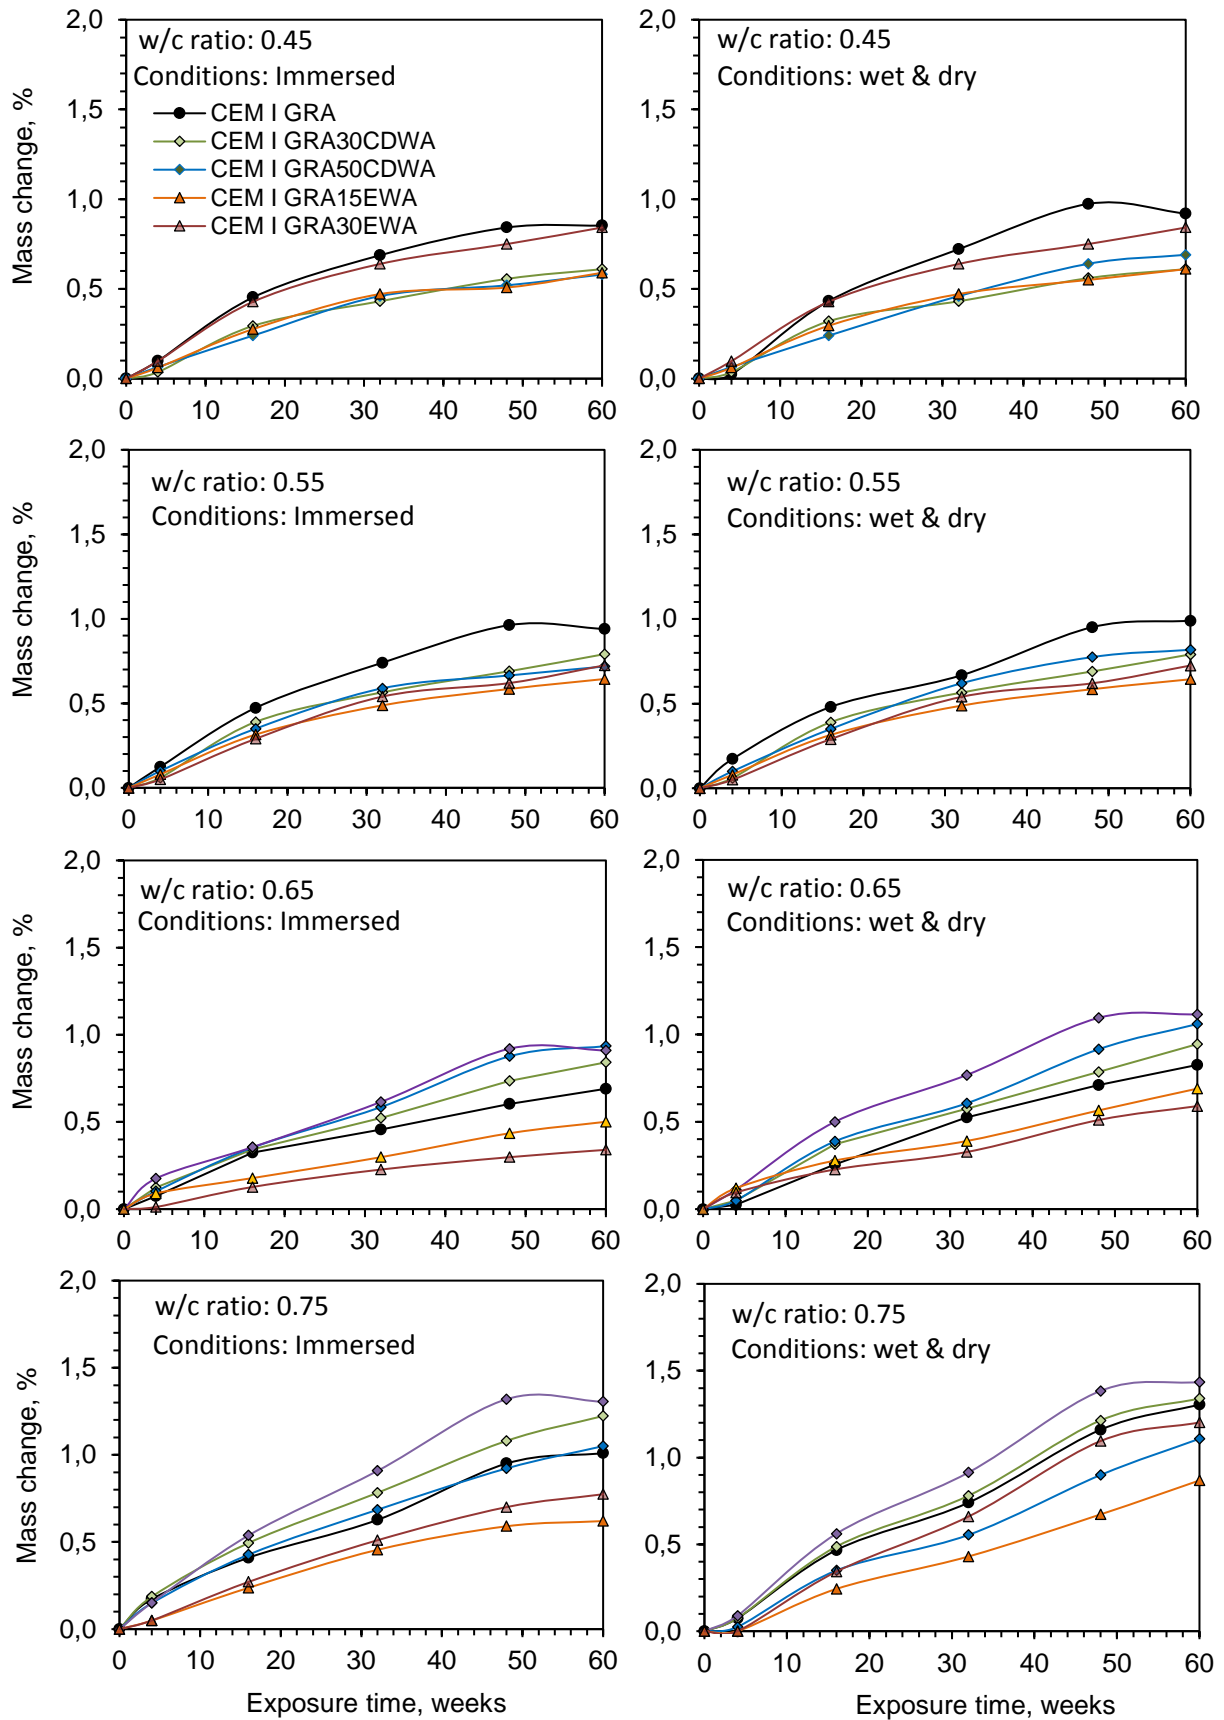 2,0
1,5
1,0
0,5
0,0
Mass change, %
w/c ratio: 0.45
Conditions: Immersed
CEM I GRA
CEM I GRA30CDWA
CEM I GRA50CDWA
CEM I GRA15EWA
CEM I GRA30EWA
0 10 20 30 40 50 60
2,0
1,5
1,0
0,5
0,0
w/c ratio: 0.45
Conditions: wet & dry
0 10 20 30 40 50 60
2,0
1,5
1,0
0,5
0,0
Mass change, %
w/c ratio: 0.55
Conditions: Immersed
0 10 20 30 40 50 60
2,0
1,5
1,0
0,5
0,0
w/c ratio: 0.55
Conditions: wet & dry
0 10 20 30 40 50 60
2,0
1,5
1,0
0,5
0,0
Mass change, %
w/c ratio: 0.65
Conditions: Immersed
0 10 20 30 40 50 60
2,0
1,5
1,0
0,5
0,0
w/c ratio: 0.65
Conditions: wet & dry
0 10 20 30 40 50 60
2,0
1,5
1,0
0,5
0,0
Mass change, %
w/c ratio: 0.75
Conditions: Immersed
0 10 20 30 40 50 60
Exposure time, weeks
2,0
1,5
1,0
0,5
0,0
w/c ratio: 0.75
Conditions: wet & dry
0 10 20 30 40 50 60
Exposure time, weeks